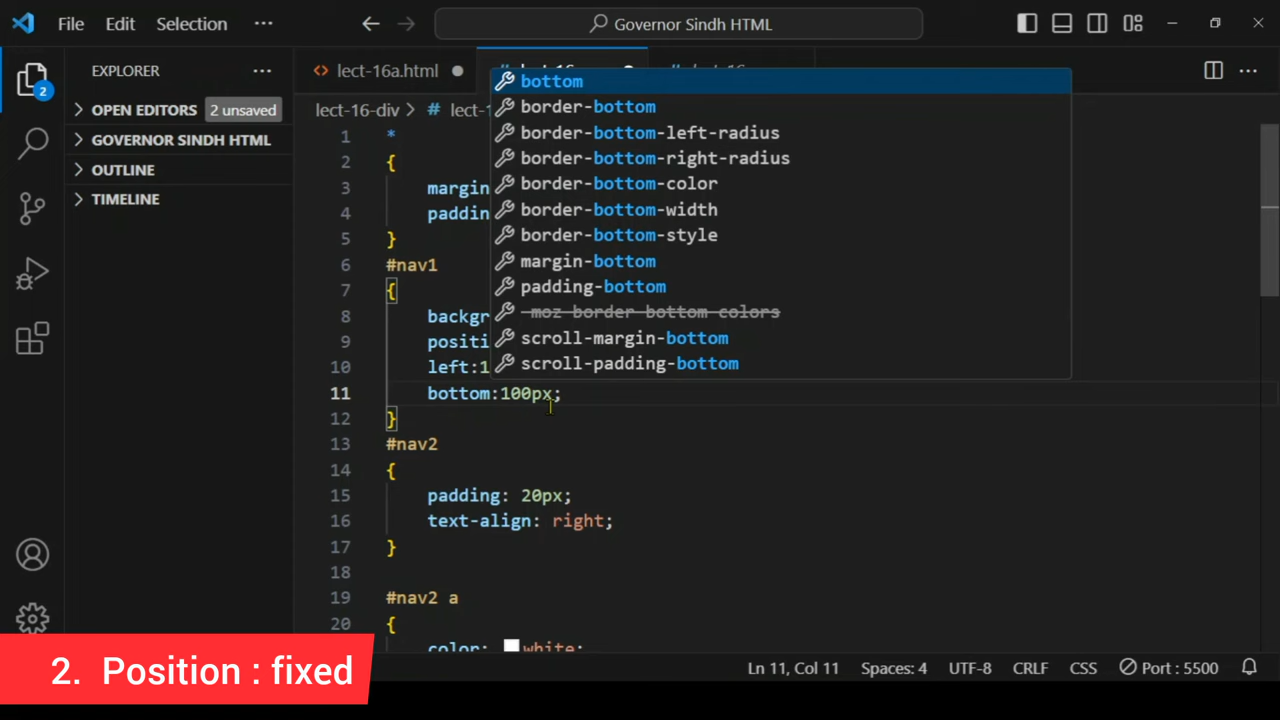 File Edit Selection ··· Governor Sindh HTML
EXPLORER ···
OPEN EDITORS 2 unsaved
GOVERNOR SINDH HTML
OUTLINE
TIMELINE
2
lect-16a.html
lect-16-div > # lect-1
bottom
border-bottom
border-bottom-left-radius
border-bottom-right-radius
border-bottom-color
border-bottom-width
border-bottom-style
margin-bottom
padding-bottom
-moz-border-bottom-colors
scroll-margin-bottom
scroll-padding-bottom
1 *
2 {
3 margin
4 paddin
5 }
6 #nav1
7 {
8 backgr
9 positi
10 left:1
11 bottom:100px;
12 }
13 #nav2
14 {
15 padding: 20px;
16 text-align: right;
17 }
18
19 #nav2 a
20 {
color: white;
2. Position : fixed
Ln 11, Col 11 Spaces: 4 UTF-8 CRLF CSS Port : 5500